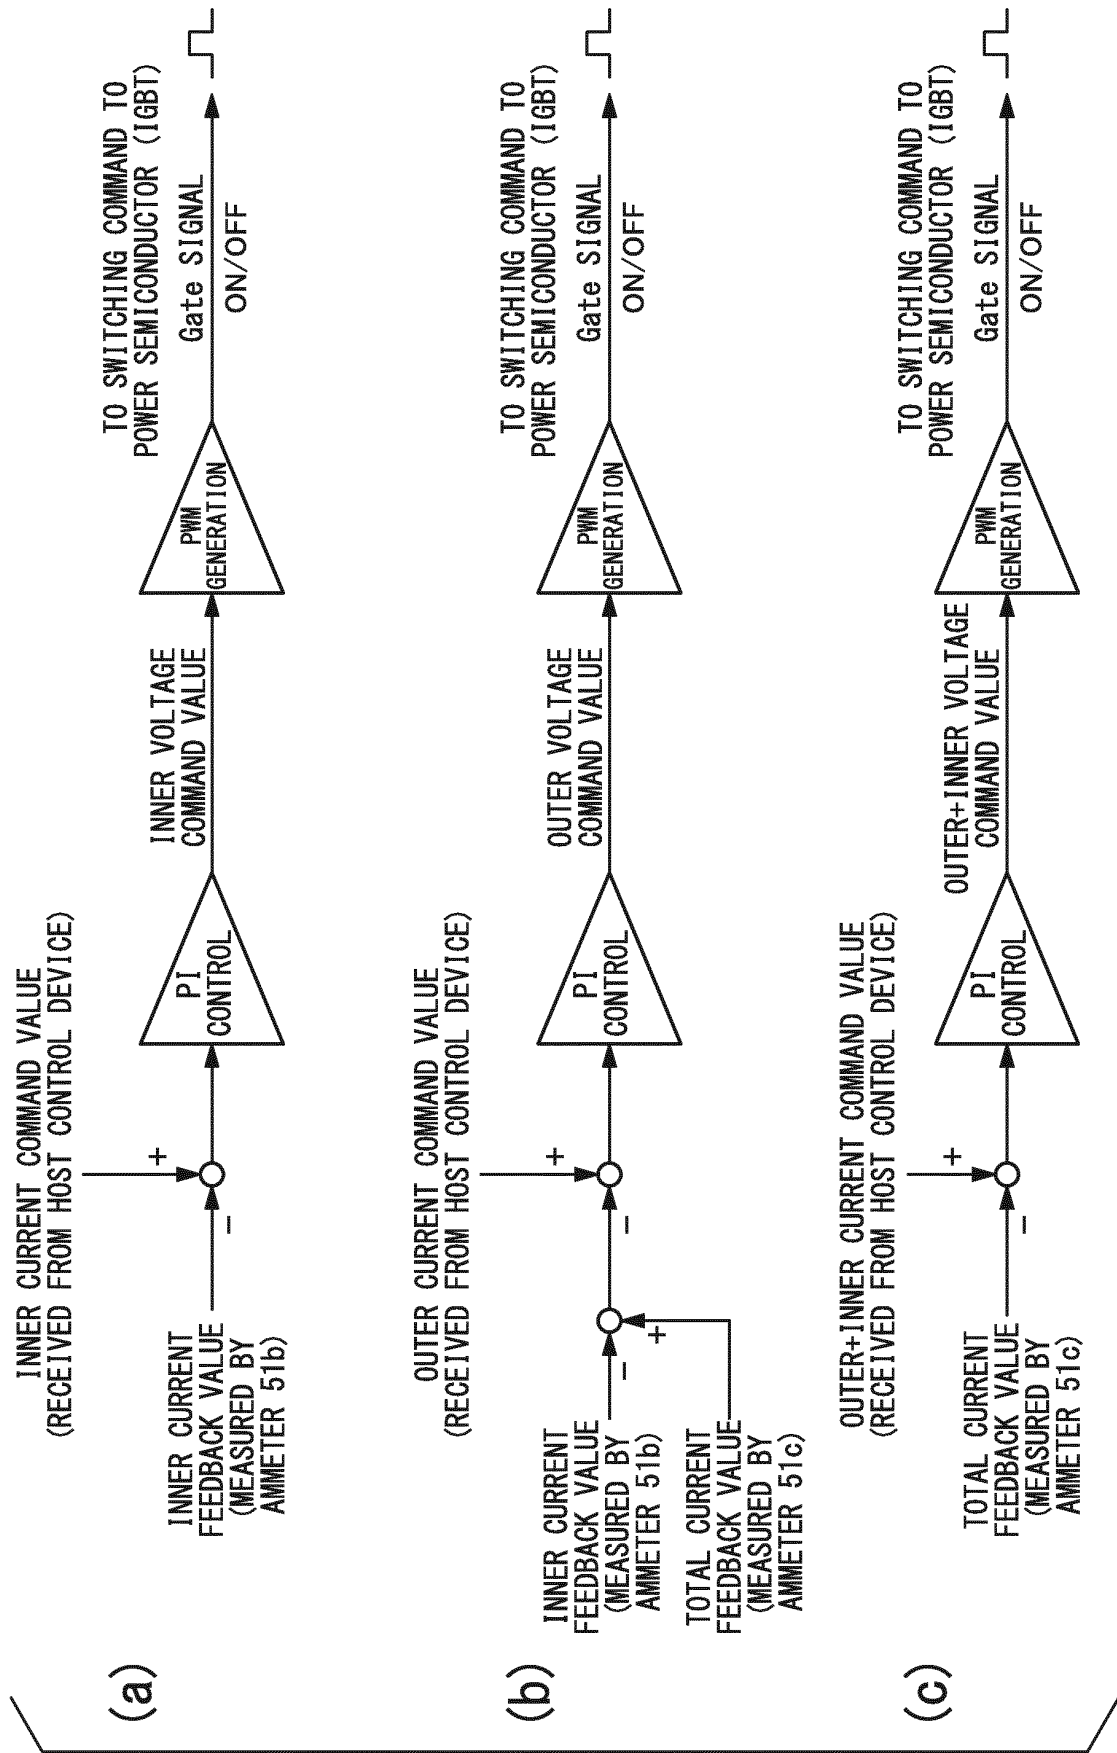 (a)
INNER CURRENT COMMAND VALUE
(RECEIVED FROM HOST CONTROL DEVICE)
INNER CURRENT
FEEDBACK VALUE
(MEASURED BY
AMMETER 51b)
+
-
PI
CONTROL
INNER VOLTAGE
COMMAND VALUE
PWM
GENERATION
TO SWITCHING COMMAND TO
POWER SEMICONDUCTOR (IGBT)
Gate SIGNAL
ON/OFF
(b)
OUTER CURRENT COMMAND VALUE
(RECEIVED FROM HOST CONTROL DEVICE)
INNER CURRENT
FEEDBACK VALUE
(MEASURED BY
AMMETER 51b)
TOTAL CURRENT
FEEDBACK VALUE
(MEASURED BY
AMMETER 51c)
-
+
+
-
PI
CONTROL
OUTER VOLTAGE
COMMAND VALUE
PWM
GENERATION
TO SWITCHING COMMAND TO
POWER SEMICONDUCTOR (IGBT)
Gate SIGNAL
ON/OFF
(c)
OUTER+INNER CURRENT COMMAND VALUE
(RECEIVED FROM HOST CONTROL DEVICE)
TOTAL CURRENT
FEEDBACK VALUE
(MEASURED BY
AMMETER 51c)
+
-
PI
CONTROL
OUTER+INNER VOLTAGE
COMMAND VALUE
PWM
GENERATION
TO SWITCHING COMMAND TO
POWER SEMICONDUCTOR (IGBT)
Gate SIGNAL
ON/OFF